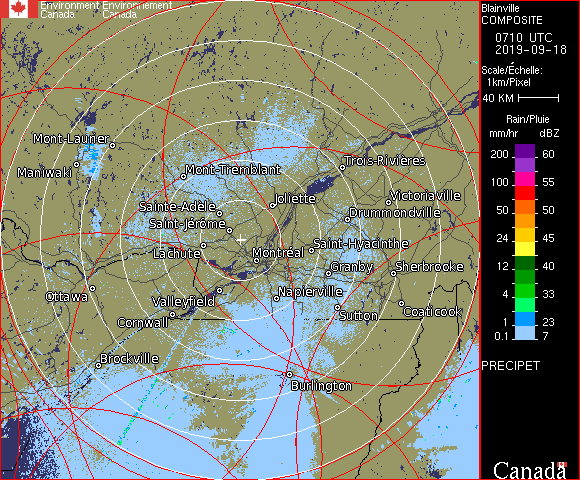 Environment Environnement
Canada Canada
Blainville
COMPOSITE
0710 UTC
2019-09-18
Scale/Échelle:
1km/Pixel
40 KM
Rain/Pluie
mm/hr dBZ
200 60
100 55
50 50
24 45
12 40
4 33
1 23
0.1 7
PRECIPET
Mont-Laurier
Maniwaki
Mont-Tremblant
Trois-Rivières
Joliette
Victoriaville
Sainte-Adele
Drummondville
Saint-Jérôme
Lachute
Montréal
Saint-Hyacinthe
Granby
Sherbrooke
Ottawa
Valleyfield
Napierville
Cornwall
Sutton
Coaticook
Brockville
Burlington
Canada